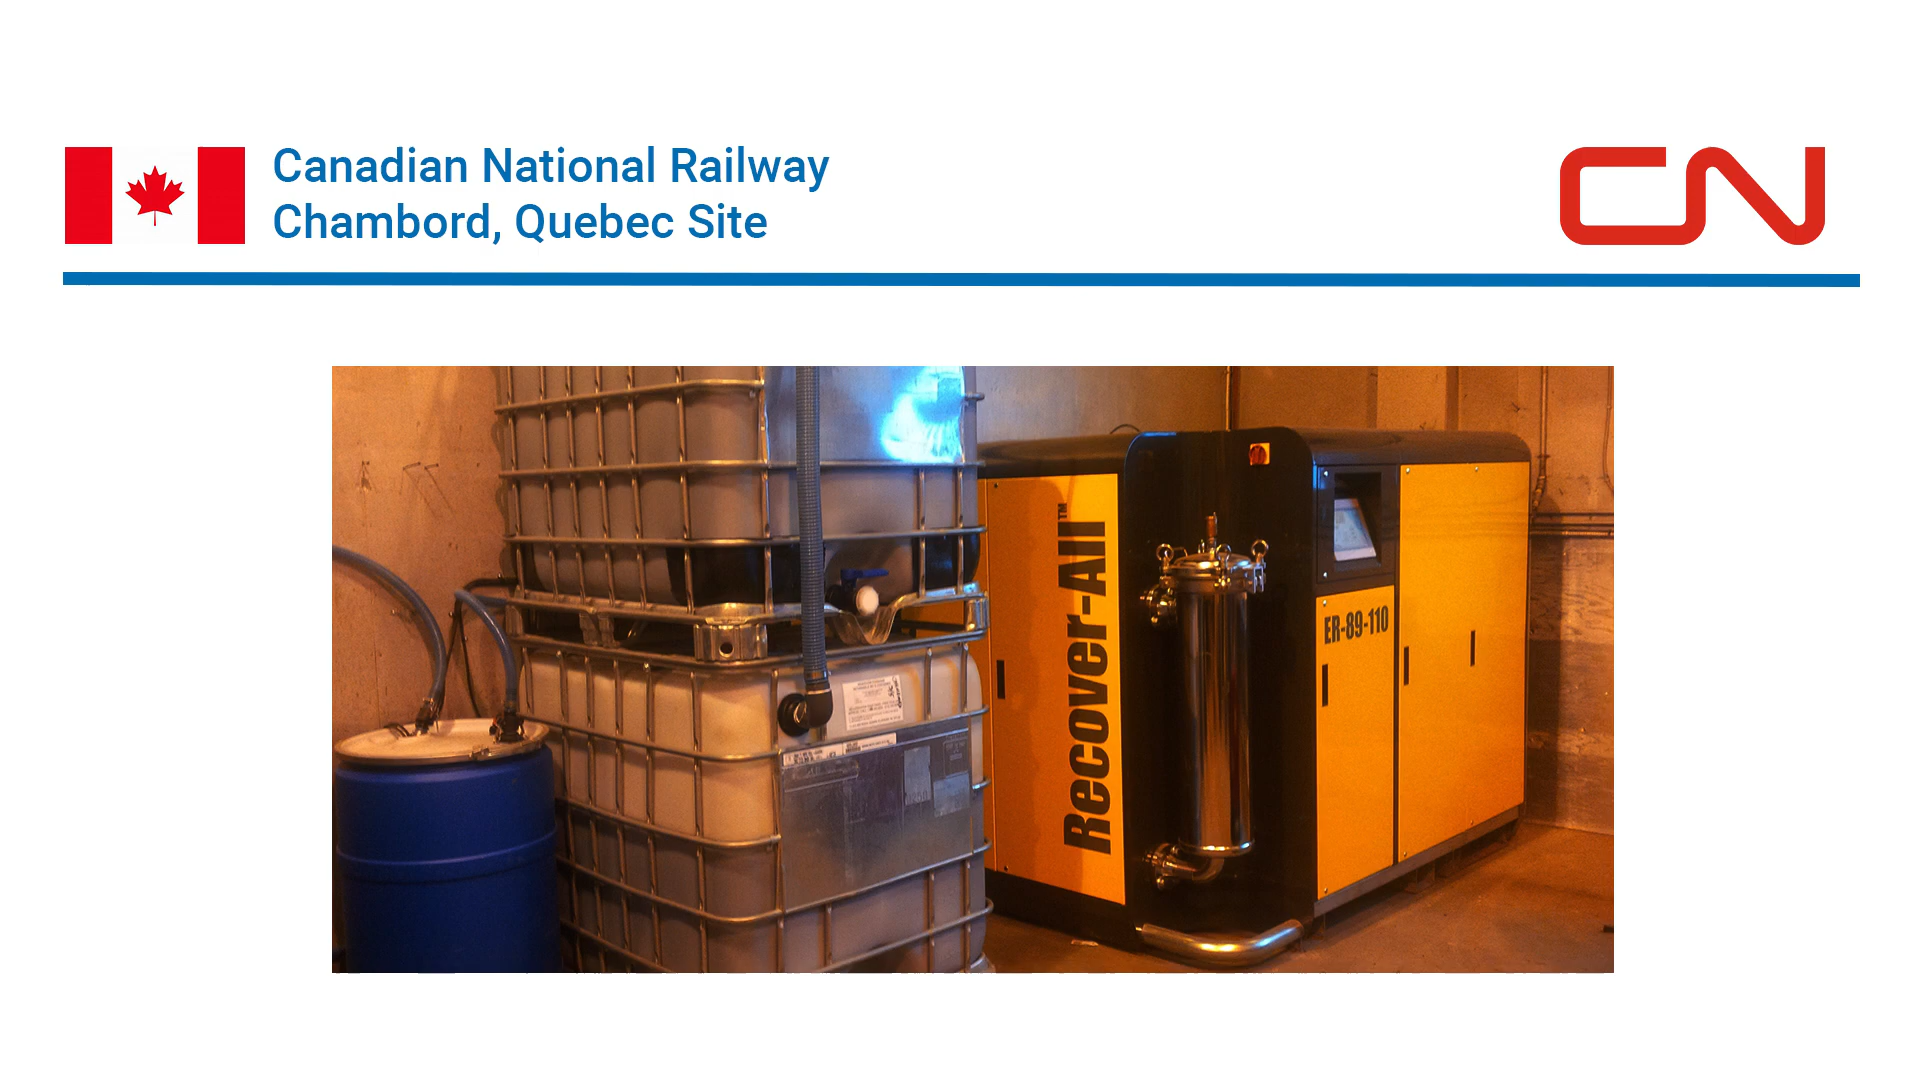 Canadian National Railway
Chambord, Quebec Site
CN
Recover-All™
ER-89-110